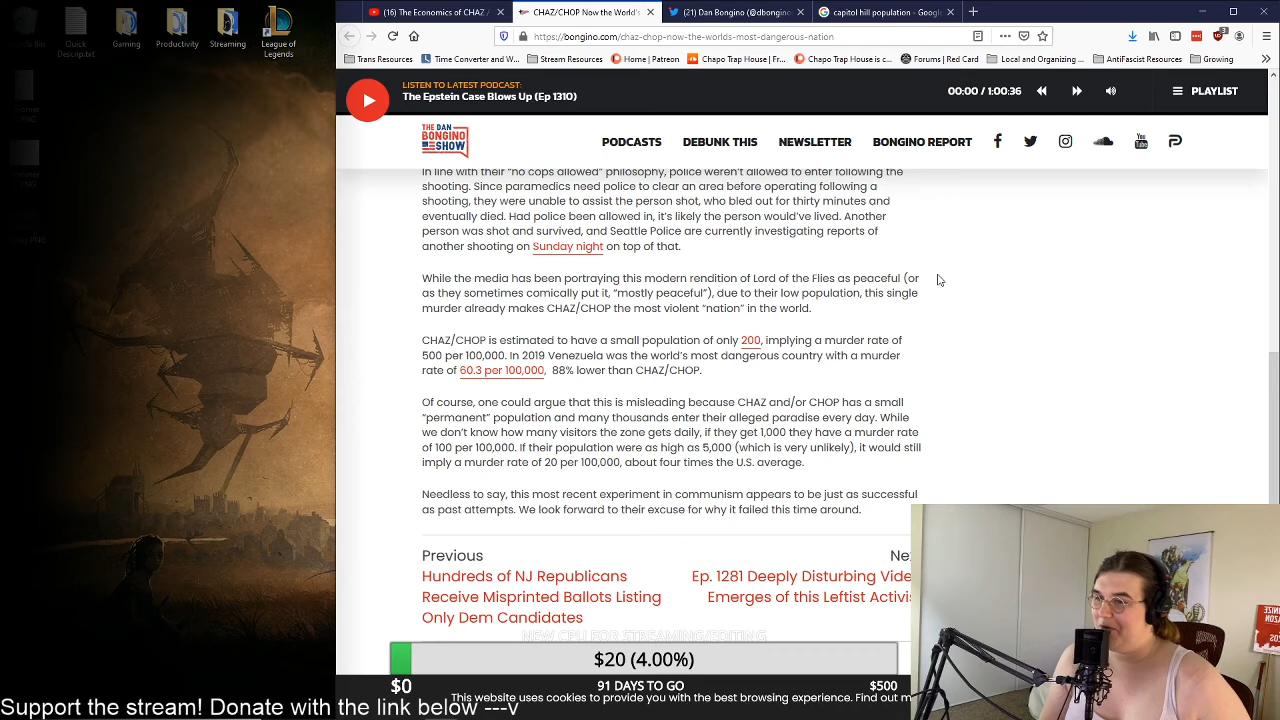 (16) The Economics of CHAZ /
CHAZ/CHOP Now the World's
(21) Dan Bongino (@dbongino)
capitol hill population - Google
https://bongino.com/chaz-chop-now-the-worlds-most-dangerous-nation
Trans Resources
Time Converter and W...
Stream Resources
Home | Patreon
Chapo Trap House | ...
Chapo Trap House is c...
Forums | Red Card
Local and Organizing ...
AntiFascist Resources
Growing
Quick
Descrip.txt
Gaming
Productivity
Streaming
League of
Legends
LISTEN TO LATEST PODCAST:
The Epstein Case Blows Up (Ep 1310)
00:00 / 1:00:36
PLAYLIST
THE DAN
BONGINO
SHOW
PODCASTS
DEBUNK THIS
NEWSLETTER
BONGINO REPORT
In line with their “no cops allowed” philosophy, police weren’t allowed to enter following the
shooting. Since paramedics need police to clear an area before operating following a
shooting, they were unable to assist the person shot, who bled out for thirty minutes and
eventually died. Had police been allowed in, it’s likely the person would’ve lived. Another
person was shot and survived, and Seattle Police are currently investigating reports of
another shooting on Sunday night on top of that.
While the media has been portraying this modern rendition of Lord of the Flies as peaceful (or
as they sometimes comically put it, “mostly peaceful”), due to their low population, this single
murder already makes CHAZ/CHOP the most violent “nation” in the world.
CHAZ/CHOP is estimated to have a small population of only 200, implying a murder rate of
500 per 100,000. In 2019 Venezuela was the world’s most dangerous country with a murder
rate of 60.3 per 100,000, 88% lower than CHAZ/CHOP.
Of course, one could argue that this is misleading because CHAZ and/or CHOP has a small
“permanent” population and many thousands enter their alleged paradise every day. While
we don’t know how many visitors the zone gets daily, if they get 1,000 they have a murder rate
of 100 per 100,000. If their population were as high as 5,000 (which is very unlikely), it would still
imply a murder rate of 20 per 100,000, about four times the U.S. average.
Needless to say, this most recent experiment in communism appears to be just as successful
as past attempts. We look forward to their excuse for why it failed this time around.
Previous
Hundreds of NJ Republicans
Receive Misprinted Ballots Listing
Only Dem Candidates
Ep. 1281 Deeply Disturbing Vide
Emerges of this Leftist Activis
NEW CPU FOR STREAMING/EDITING
$20 (4.00%)
$0
91 DAYS TO GO
$500
This website uses cookies to provide you with the best browsing experience. Find out m
Support the stream! Donate with the link below ---v